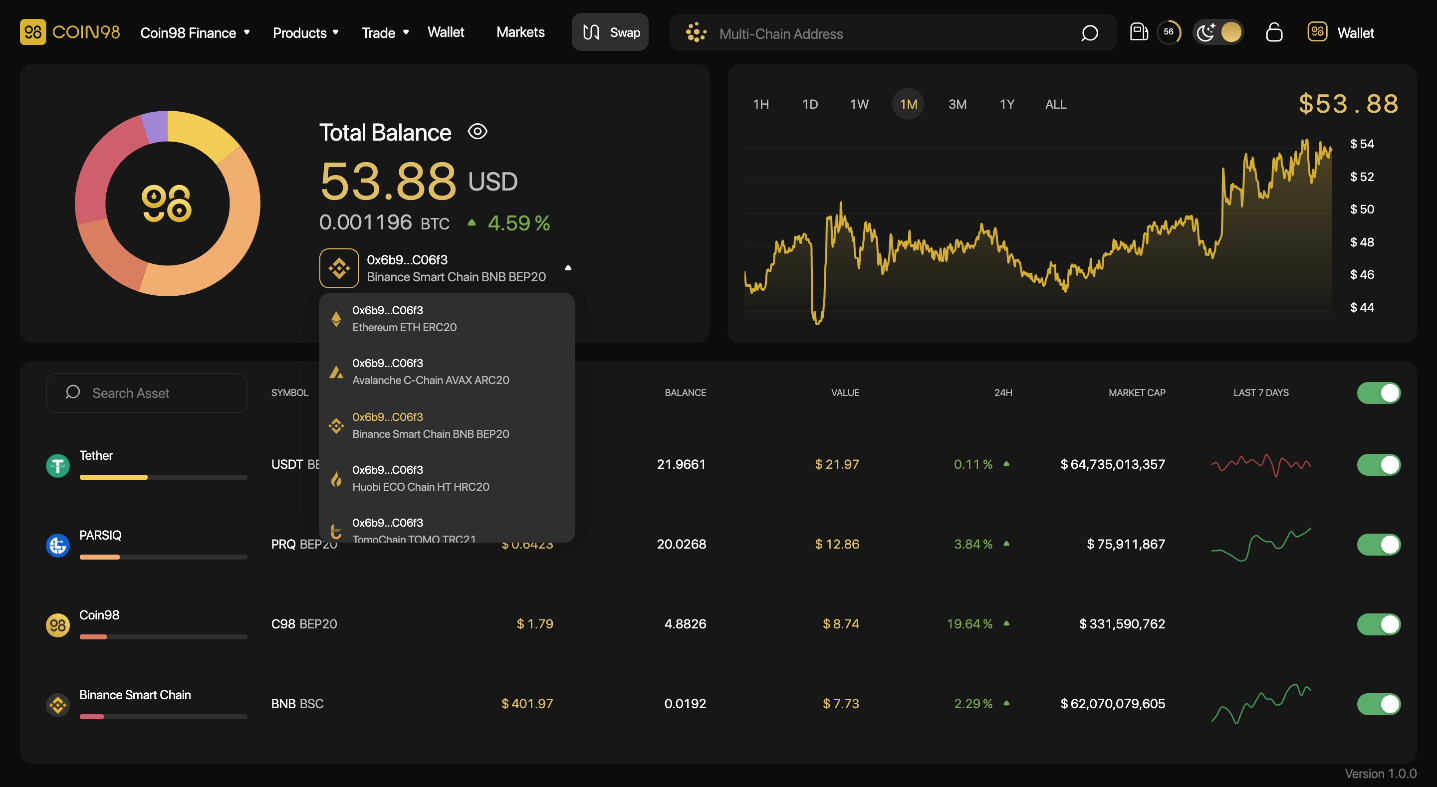 98 COIN98 Coin98 Finance Products Trade Wallet Markets Swap Multi-Chain Address 56 98 Wallet
98
Total Balance
53.88 USD
0.001196 BTC 4.59 %
0x6b9...C06f3
Binance Smart Chain BNB BEP20
0x6b9...C06f3
Ethereum ETH ERC20
0x6b9...C06f3
Avalanche C-Chain AVAX ARC20
0x6b9...C06f3
Binance Smart Chain BNB BEP20
0x6b9...C06f3
Huobi ECO Chain HT HRC20
0x6b9...C06f3
TomoChain TOMO TRC21
1H 1D 1W 1M 3M 1Y ALL $53.88
$ 54
$ 52
$ 50
$ 48
$ 46
$ 44
Search Asset SYMBOL BALANCE VALUE 24H MARKET CAP LAST 7 DAYS
Tether USDT BE 21.9661 $ 21.97 0.11 % $ 64,735,013,357
PARSIQ PRQ BEP20 $ 0.6423 20.0268 $ 12.86 3.84 % $ 75,911,867
98 Coin98 C98 BEP20 $ 1.79 4.8826 $ 8.74 19.64 % $ 331,590,762
Binance Smart Chain BNB BSC $ 401.97 0.0192 $ 7.73 2.29 % $ 62,070,079,605
Version 1.0.0